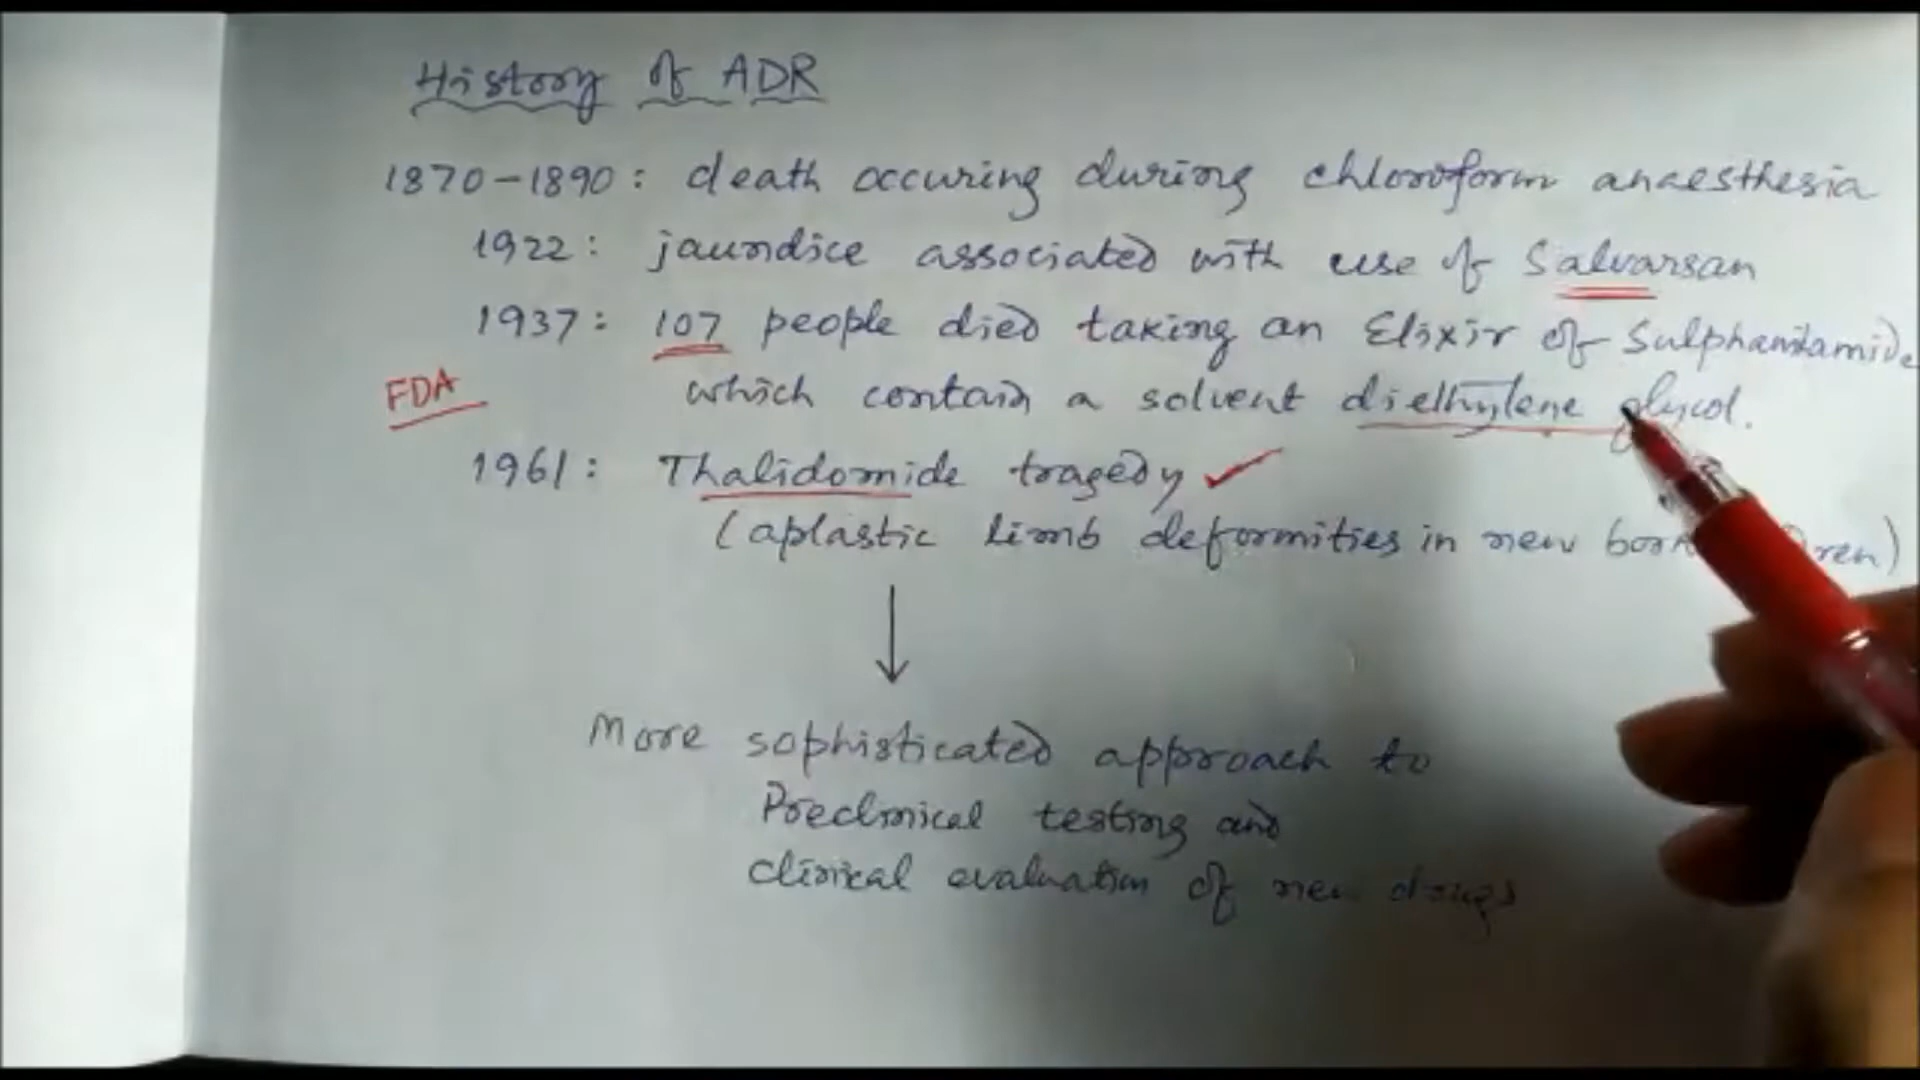 History of ADR
1870-1890: death occuring during chloroform anaesthesia
1922: jaundice associated with use of Salvarsan
1937: 107 people died taking an Elixir of Sulphanilamide
FDA which contain a solvent diethylene glycol.
1961: Thalidomide tragedy ✓
(aplastic limb deformities in new born
↓
More sophisticated approach to
Preclinical testing and
clinical evaluation of new drugs